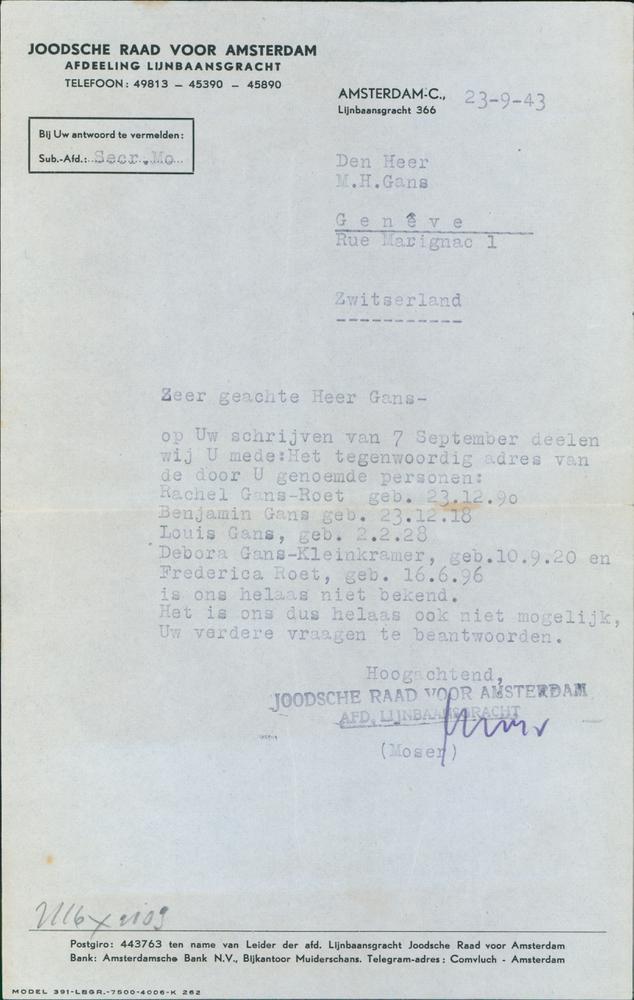 JOODSCHE RAAD VOOR AMSTERDAM
AFDEELING LIJNBAANSGRACHT
TELEFOON: 49813 – 45390 – 45890
AMSTERDAM-C., 23-9-43
Lijnbaansgracht 366
Bij Uw antwoord te vermelden:
Sub.-Afd.: Secr.Mo.
Den Heer
M.H.Gans
Genêve
Rue Marignac 1
Zwitserland
------------
Zeer geachte Heer Gans-
op Uw schrijven van 7 September deelen
wij U mede:Het tegenwoordig adres van
de door U genoemde personen:
Rachel Gans-Roet geb. 23.12.90
Benjamin Gans geb. 23.12.18
Louis Gans, geb. 2.2.28
Debora Gans-Kleinkramer, geb.10.9.20 en
Frederica Roet, geb. 16.6.96
is ons helaas niet bekend.
Het is ons dus helaas ook niet mogelijk,
Uw verdere vragen te beantwoorden.
Hoogachtend,
JOODSCHE RAAD VOOR AMSTERDAM
AFD. LIJNBAANSGRACHT
(Moser)
Postgiro: 443763 ten name van Leider der afd. Lijnbaansgracht Joodsche Raad voor Amsterdam
Bank: Amsterdamsche Bank N.V., Bijkantoor Muiderschans. Telegram-adres: Comvluch - Amsterdam
MODEL 391-LBGR.-7500-4006-K 262